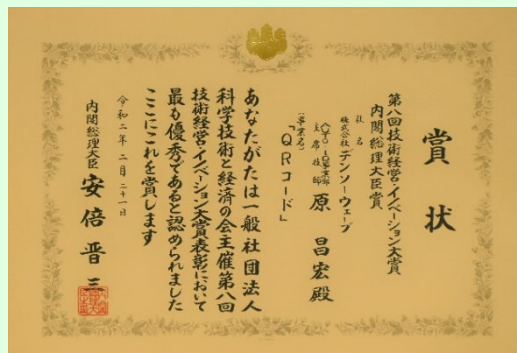 賞状
第八回技術経営・イノベーション大賞
内閣総理大臣賞
社名
株式会社デンソーウェーブ
主席技師 原昌宏殿
(事業名)
「QRコード」
あなたがたは一般社団法人
科学技術と経済の会主催第八回
技術経営・イノベーション大賞表彰において
最も優秀であると認められました
ここにこれを賞します
令和二年二月二十一日
内閣総理大臣 安倍晋三